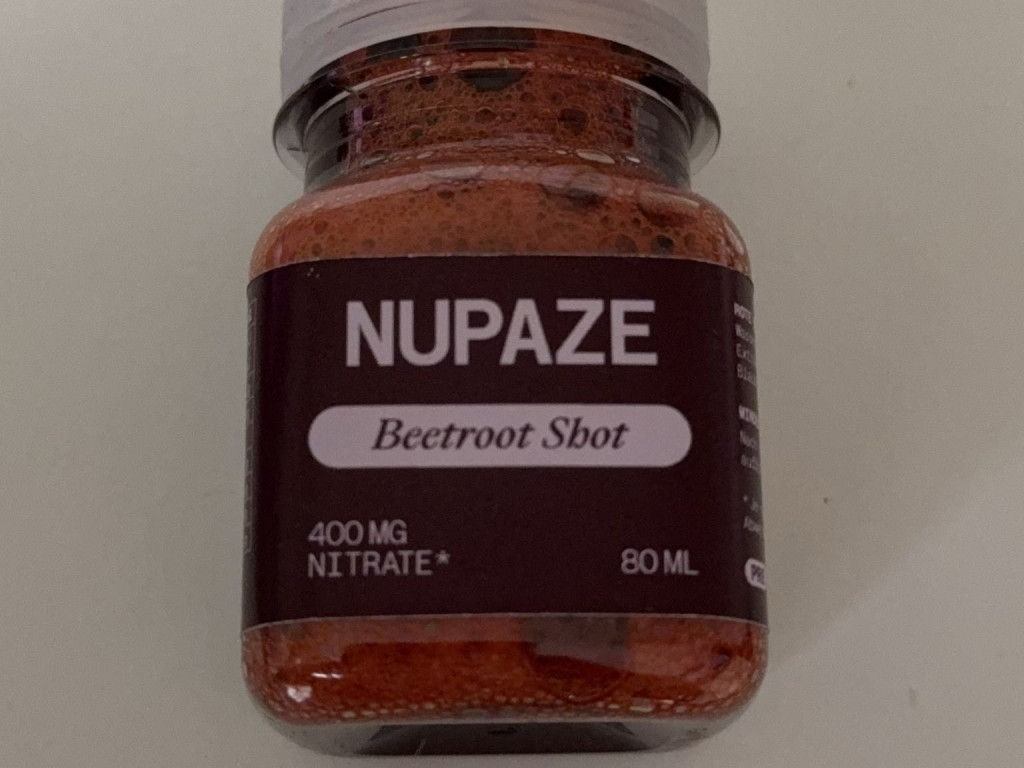 NUPAZE
Beetroot Shot
400 MG
NITRATE*
80 ML